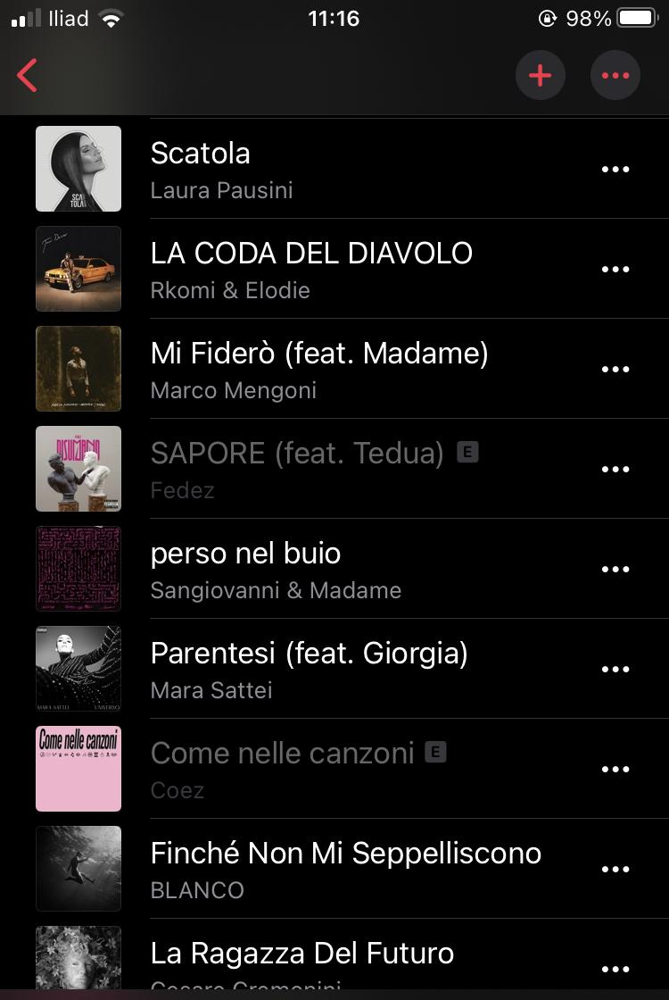 Iliad
11:16
98%
SCA
TOLA
Scatola
Laura Pausini
LA CODA DEL DIAVOLO
Rkomi & Elodie
Mi Fiderò (feat. Madame)
Marco Mengoni
DISUMANO
SAPORE (feat. Tedua) E
Fedez
perso nel buio
Sangiovanni & Madame
MARA SATTEI UNIVERSO
Parentesi (feat. Giorgia)
Mara Sattei
Come nelle canzoni
Come nelle canzoni E
Coez
Finché Non Mi Seppelliscono
BLANCO
La Ragazza Del Futuro
Cesare Cremonini